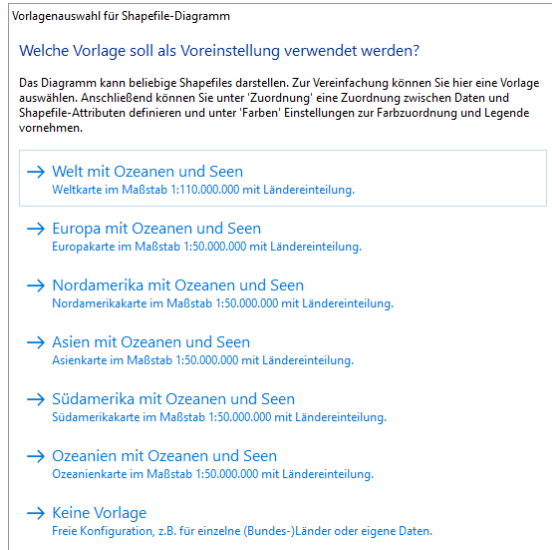 Vorlagenauswahl für Shapefile-Diagramm
Welche Vorlage soll als Voreinstellung verwendet werden?
Das Diagramm kann beliebige Shapefiles darstellen. Zur Vereinfachung können Sie hier eine Vorlage
auswählen. Anschließend können Sie unter 'Zuordnung' eine Zuordnung zwischen Daten und
Shapefile-Attributen definieren und unter 'Farben' Einstellungen zur Farbzuordnung und Legende
vornehmen.
Welt mit Ozeanen und Seen
Weltkarte im Maßstab 1:110.000.000 mit Ländereinteilung.
Europa mit Ozeanen und Seen
Europakarte im Maßstab 1:50.000.000 mit Ländereinteilung.
Nordamerika mit Ozeanen und Seen
Nordamerikakarte im Maßstab 1:50.000.000 mit Ländereinteilung.
Asien mit Ozeanen und Seen
Asienkarte im Maßstab 1:50.000.000 mit Ländereinteilung.
Südamerika mit Ozeanen und Seen
Südamerikakarte im Maßstab 1:50.000.000 mit Ländereinteilung.
Ozeanien mit Ozeanen und Seen
Ozeanienkarte im Maßstab 1:50.000.000 mit Ländereinteilung.
Keine Vorlage
Freie Konfiguration, z.B. für einzelne (Bundes-)Länder oder eigene Daten.